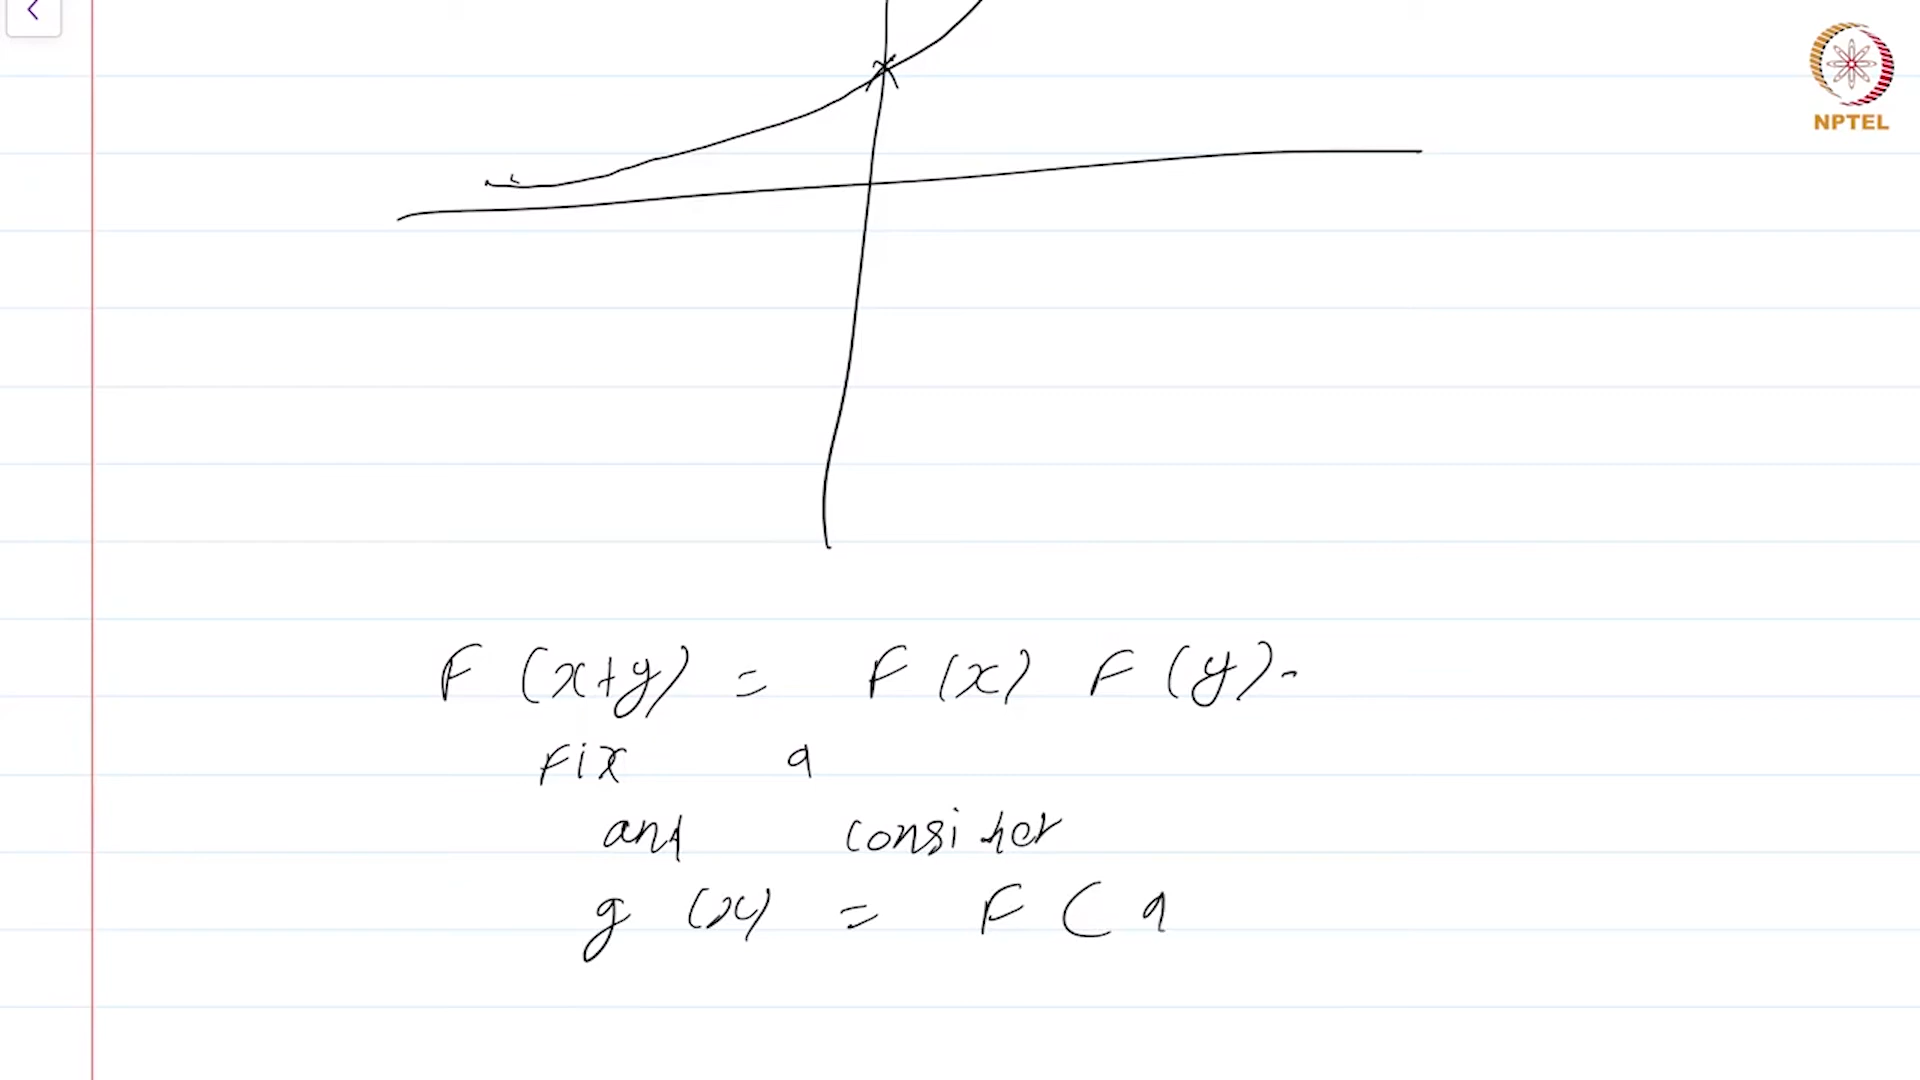 NPTEL
F (x+y) = F (x) F (y).
Fix a
and consider
g (x) = F ( a